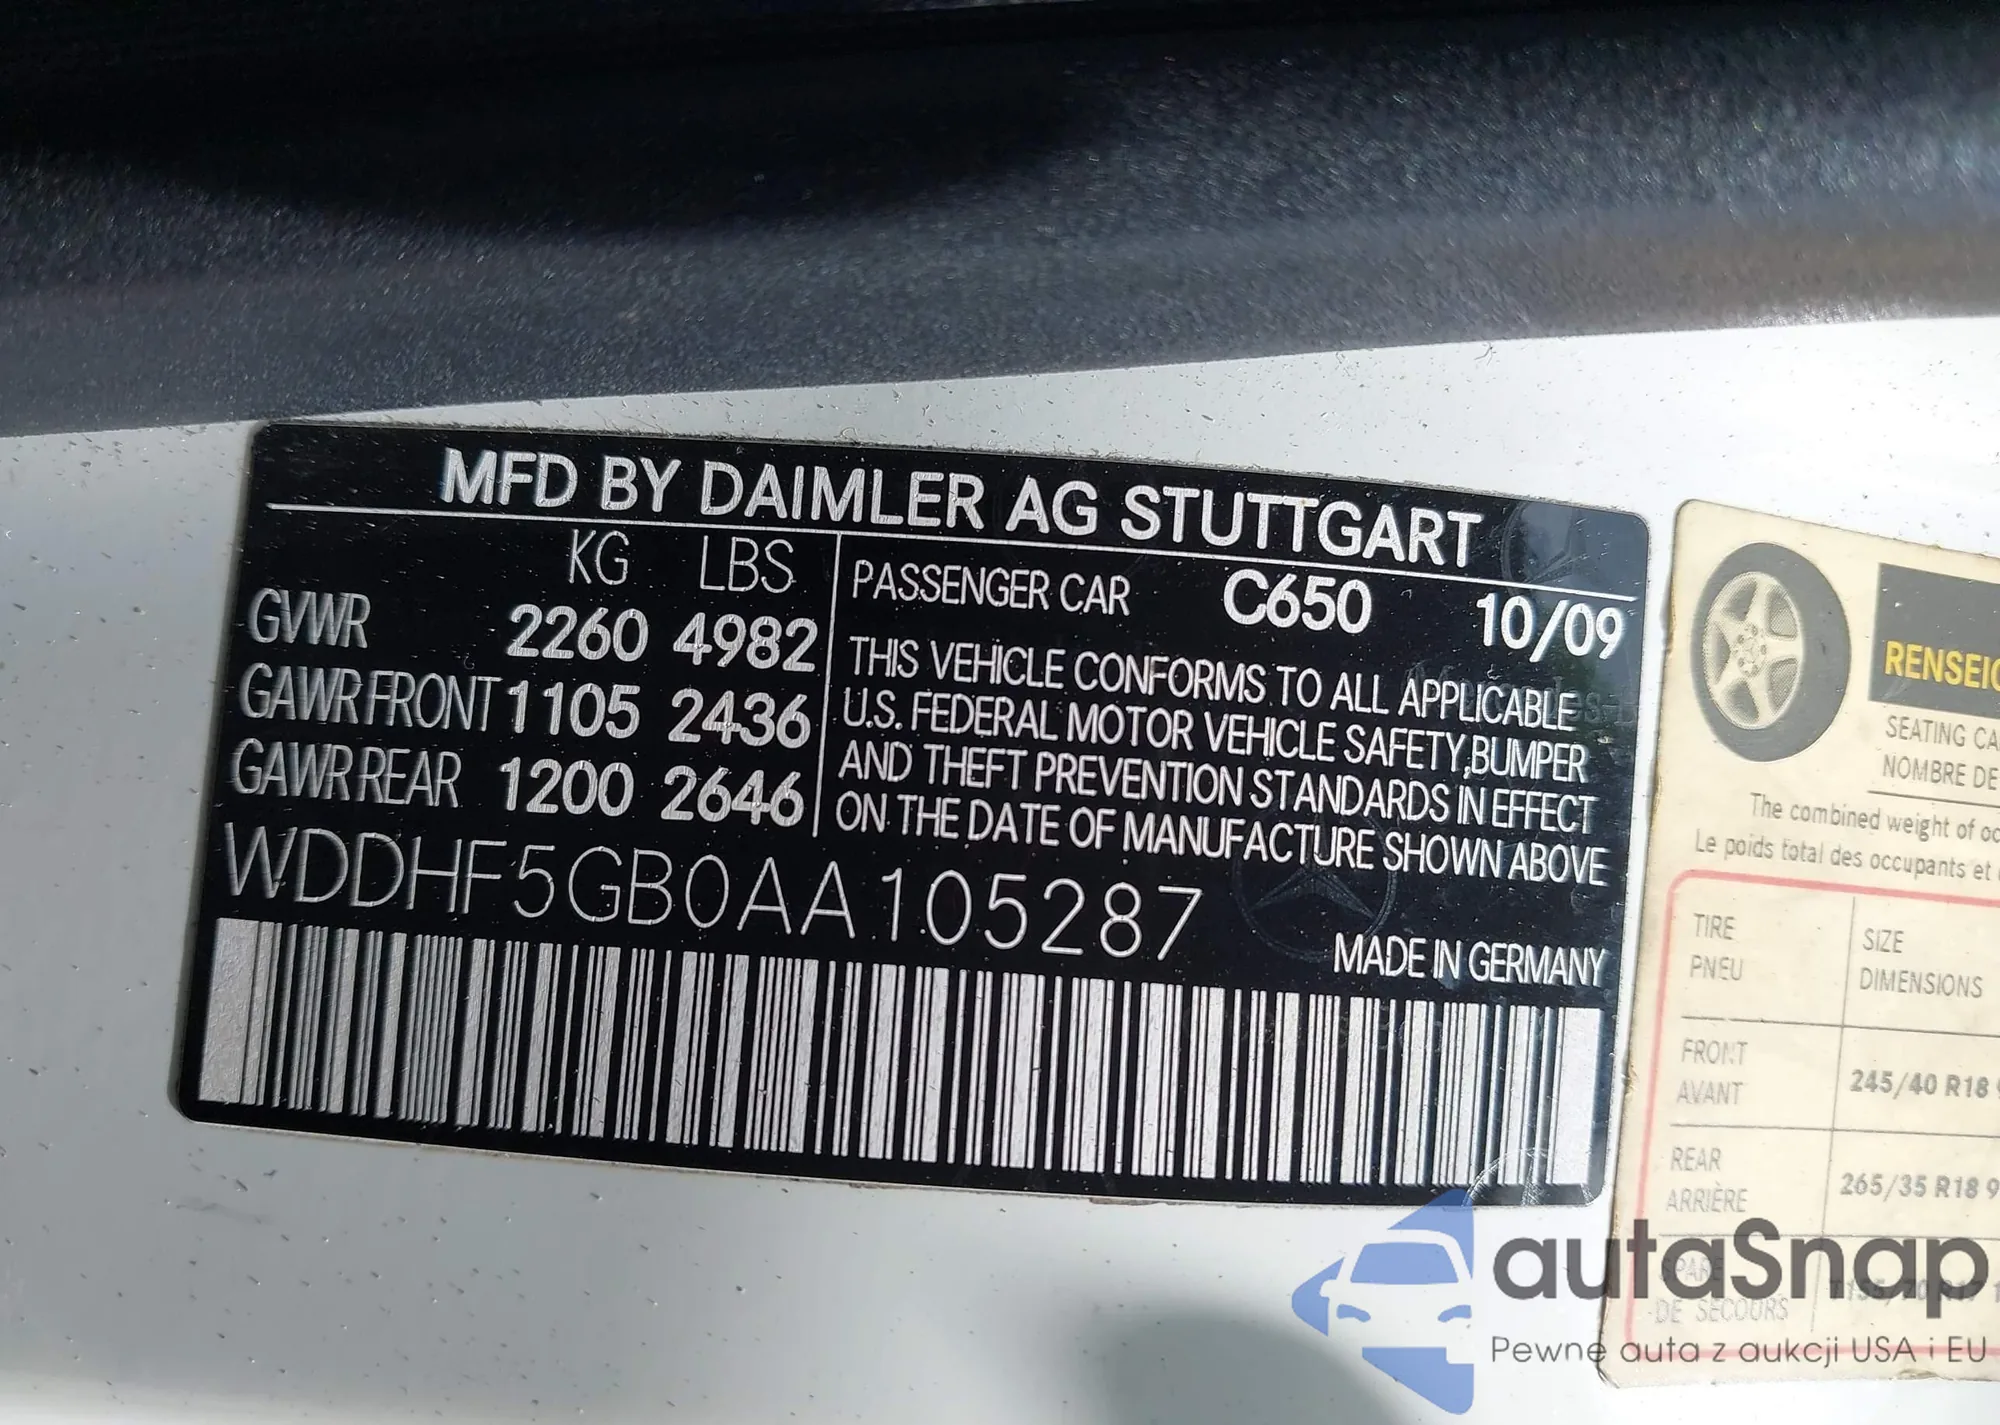 MFD BY DAIMLER AG STUTTGART
KG LBS
GVWR 2260 4982
GAWR FRONT 1105 2436
GAWR REAR 1200 2646
PASSENGER CAR C650 10/09
THIS VEHICLE CONFORMS TO ALL APPLICABLE
U.S. FEDERAL MOTOR VEHICLE SAFETY, BUMPER
AND THEFT PREVENTION STANDARDS IN EFFECT
ON THE DATE OF MANUFACTURE SHOWN ABOVE
WDDHF5GB0AA105287
MADE IN GERMANY
RENSEIG
SEATING CA
NOMBRE DE
The combined weight of oc
Le poids total des occupants et
TIRE
PNEU
SIZE
DIMENSIONS
FRONT
AVANT
245/40 R18 9
REAR
ARRIÈRE
265/35 R18 9
SPARE
DE SECOURS
autaSnap
Pewne auta z aukcji USA i EU